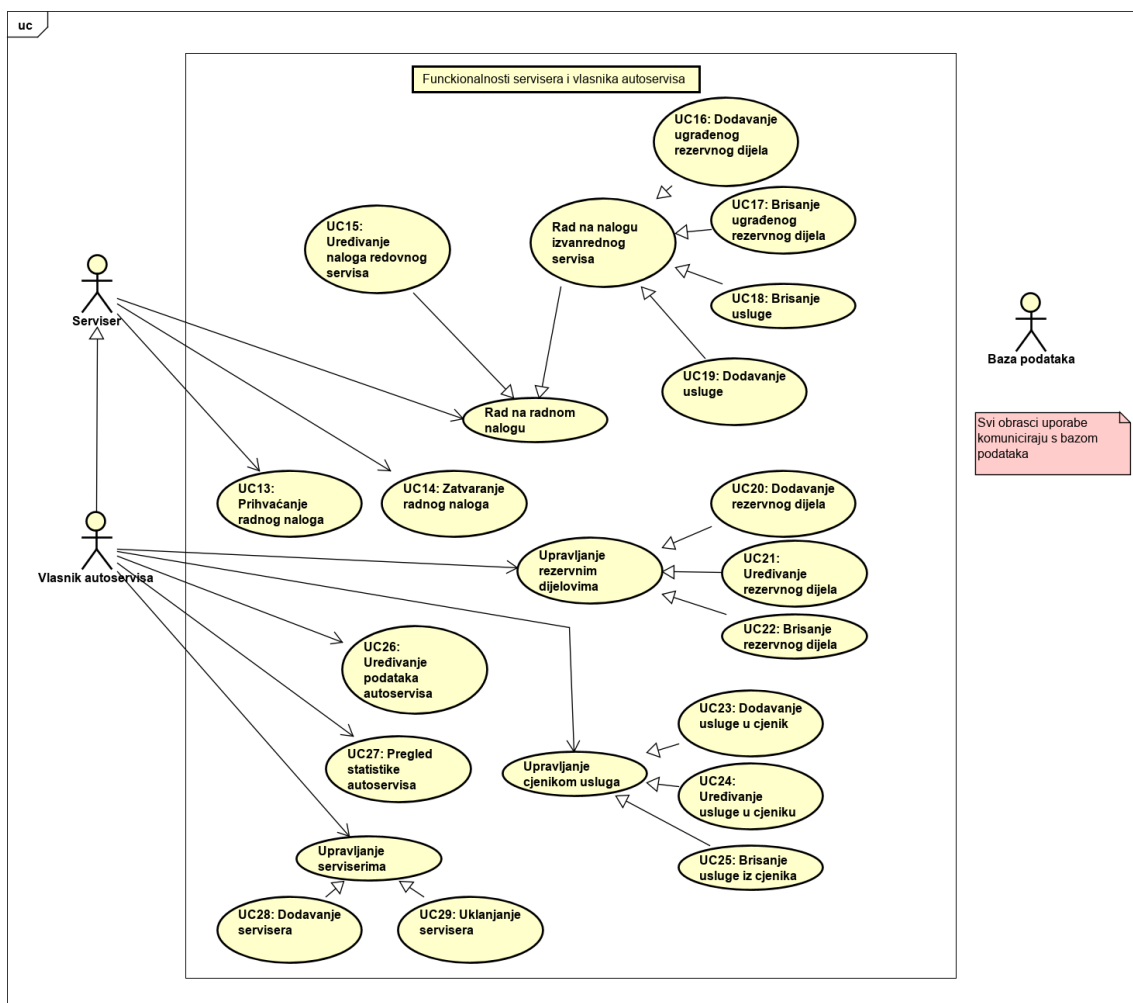 uc
Funckionalnosti servisera i vlasnika autoservisa
UC16: Dodavanje
ugrađenog
rezervnog dijela
UC17: Brisanje
ugrađenog
rezervnog dijela
Rad na nalogu
izvanrednog
servisa
UC15:
Uređivanje
naloga redovnog
servisa
UC18: Brisanje
usluge
Serviser
Baza podataka
UC19: Dodavanje
usluge
Rad na radnom
nalogu
Svi obrasci uporabe
komuniciraju s bazom
podataka
UC13:
Prihvaćanje
radnog naloga
UC14: Zatvaranje
radnog naloga
UC20: Dodavanje
rezervnog dijela
Vlasnik autoservisa
Upravljanje
rezervnim
dijelovima
UC21:
Uređivanje
rezervnog dijela
UC22: Brisanje
rezervnog dijela
UC26:
Uređivanje
podataka
autoservisa
UC23: Dodavanje
usluge u cjenik
UC27: Pregled
statistike
autoservisa
Upravljanje
cjenikom usluga
UC24:
Uređivanje
usluge u cjeniku
UC25: Brisanje
usluge iz cjenika
Upravljanje
serviserima
UC28: Dodavanje
servisera
UC29: Uklanjanje
servisera